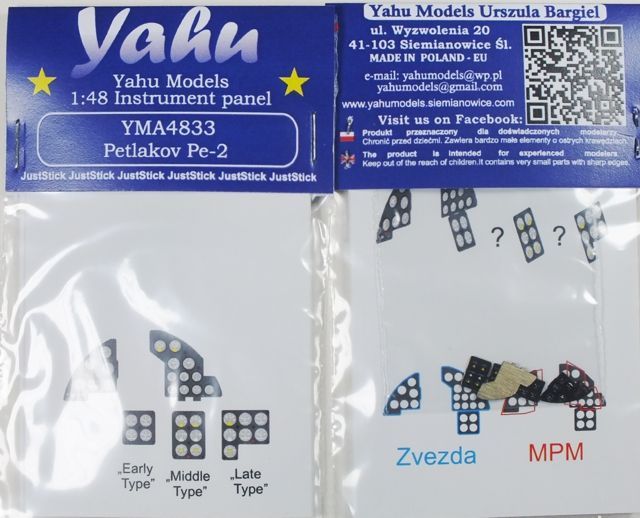 Yahu
Yahu Models
1:48 Instrument panel
YMA4833
Petlakov Pe-2
JustStick JustStick JustStick JustStick JustStick JustStick
„Early
Type"
„Middle
Type"
„Late
Type"
Yahu Models Urszula Bargiel
ul. Wyzwolenia 20
41-103 Siemianowice Śl.
MADE IN POLAND - EU
e-mail: yahumodels@wp.pl
yahumodels@gmail.com
www.yahumodels.siemianowice.com
Visit us on Facebook:
Produkt przeznaczony dla doświadczonych modelarzy.
Chronić przed dziećmi. Zawiera bardzo małe elementy o ostrych krawędziach.
The product is intended for experienced modelers.
Keep out of the reach of children.It contains very small parts with sharp edges.
? ?
Zvezda MPM